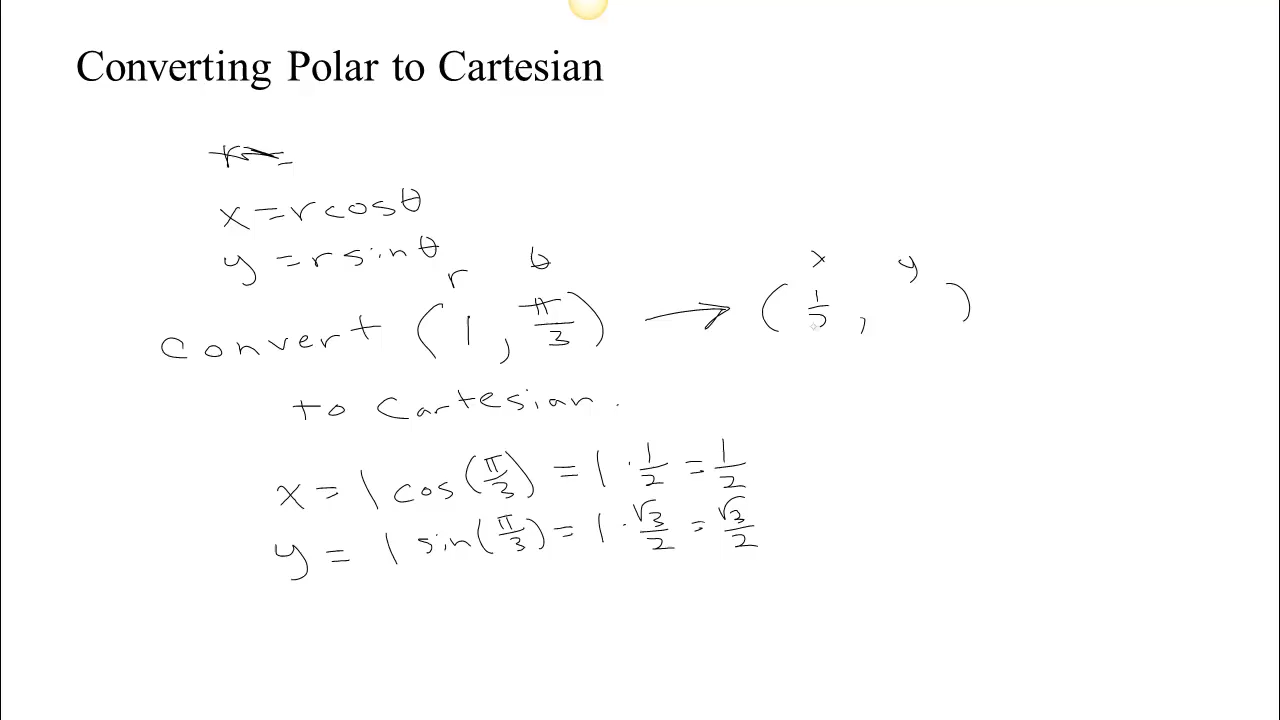 Converting Polar to Cartesian
r =
x = r cos θ
y = r sin θ
r θ x y
Convert (1, π/3) → (1/2, )
to Cartesian.
x = 1 cos(π/3) = 1 · 1/2 = 1/2
y = 1 sin(π/3) = 1 · √3/2 = √3/2